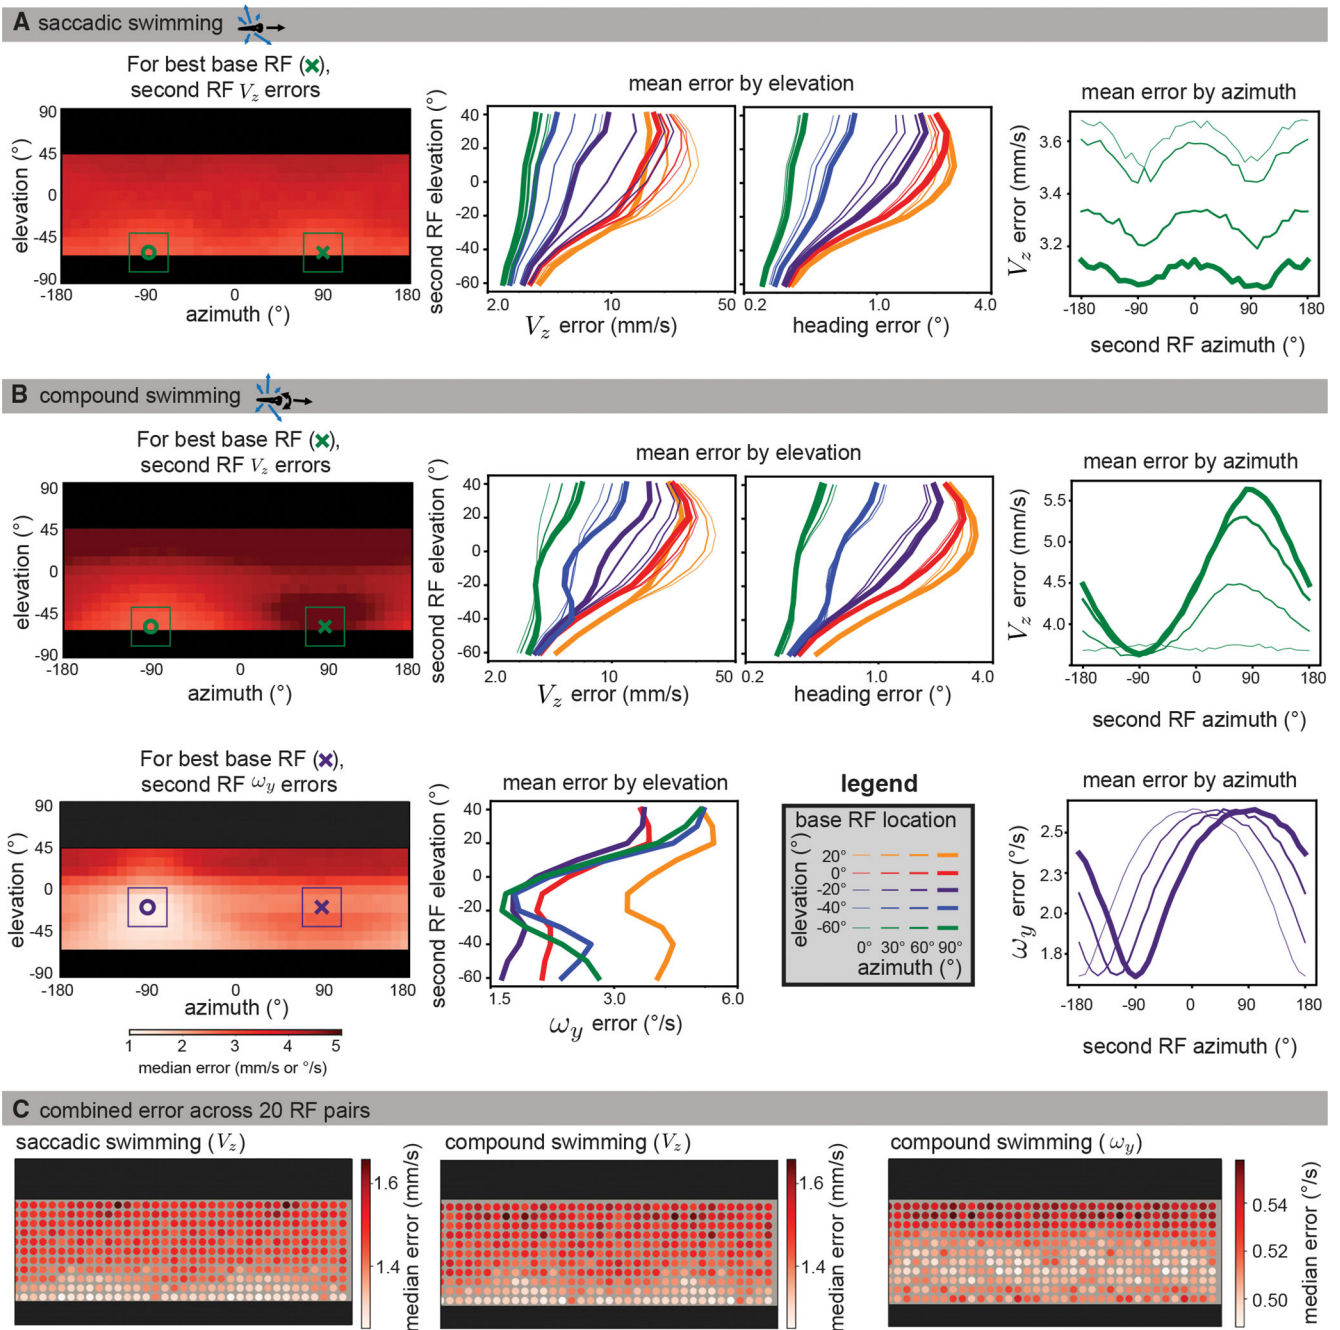 A saccadic swimming
For best base RF (×),
second RF Vz errors
90
45
0
-45
-90
elevation (°)
-180 -90 0 90 180
azimuth (°)
mean error by elevation
second RF elevation (°)
40
20
0
-20
-40
-60
2.0 10 50
Vz error (mm/s)
0.2 1.0 4.0
heading error (°)
mean error by azimuth
Vz error (mm/s)
3.6
3.4
3.2
-180 -90 0 90 180
second RF azimuth (°)
B compound swimming
For best base RF (×),
second RF Vz errors
90
45
0
-45
-90
elevation (°)
-180 -90 0 90 180
azimuth (°)
mean error by elevation
second RF elevation (°)
40
20
0
-20
-40
-60
2.0 10 50
Vz error (mm/s)
0.2 1.0 4.0
heading error (°)
mean error by azimuth
Vz error (mm/s)
5.5
5.0
4.5
4.0
-180 -90 0 90 180
second RF azimuth (°)
For best base RF (×),
second RF ωy errors
90
45
0
-45
-90
elevation (°)
-180 -90 0 90 180
azimuth (°)
1 2 3 4 5
median error (mm/s or °/s)
mean error by elevation
second RF elevation (°)
40
20
0
-20
-40
-60
1.5 3.0 6.0
ωy error (°/s)
legend
base RF location
elevation (°)
20°
0°
-20°
-40°
-60°
0° 30° 60° 90°
azimuth (°)
mean error by azimuth
ωy error (°/s)
2.5
2.3
2.0
1.8
-180 -90 0 90 180
second RF azimuth (°)
C combined error across 20 RF pairs
saccadic swimming (Vz)
1.6
1.4
median error (mm/s)
compound swimming (Vz)
1.6
1.4
median error (mm/s)
compound swimming (ωy)
0.54
0.52
0.50
median error (°/s)